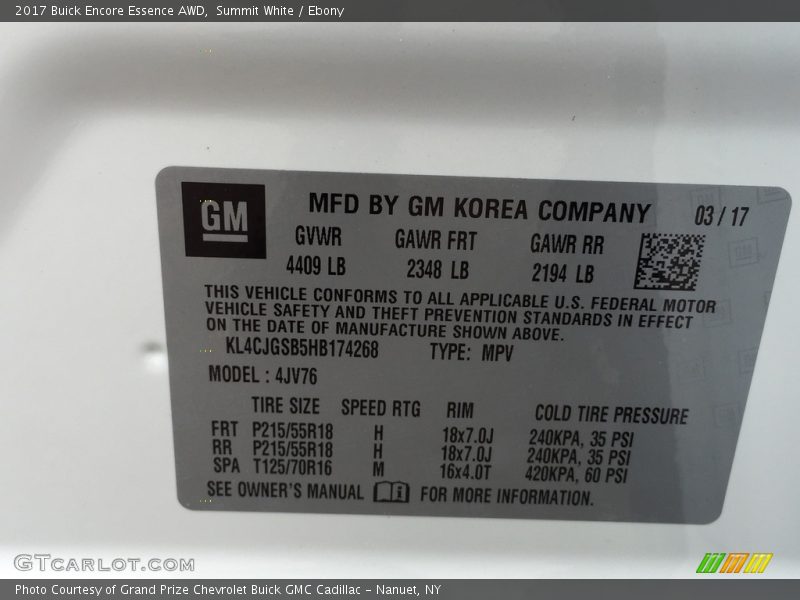 2017 Buick Encore Essence AWD,  Summit White / Ebony
GM
MFD BY GM KOREA COMPANY
03 / 17
GVWR GAWR FRT GAWR RR
4409 LB 2348 LB 2194 LB
THIS VEHICLE CONFORMS TO ALL APPLICABLE U.S. FEDERAL MOTOR
VEHICLE SAFETY AND THEFT PREVENTION STANDARDS IN EFFECT
ON THE DATE OF MANUFACTURE SHOWN ABOVE.
KL4CJGSB5HB174268 TYPE: MPV
MODEL : 4JV76
TIRE SIZE SPEED RTG RIM COLD TIRE PRESSURE
FRT P215/55R18 H 18x7.0J 240KPA, 35 PSI
RR P215/55R18 H 18x7.0J 240KPA, 35 PSI
SPA T125/70R16 M 16x4.0T 420KPA, 60 PSI
SEE OWNER'S MANUAL i FOR MORE INFORMATION.
GTCARLOT.COM
Photo Courtesy of Grand Prize Chevrolet Buick GMC Cadillac - Nanuet, NY